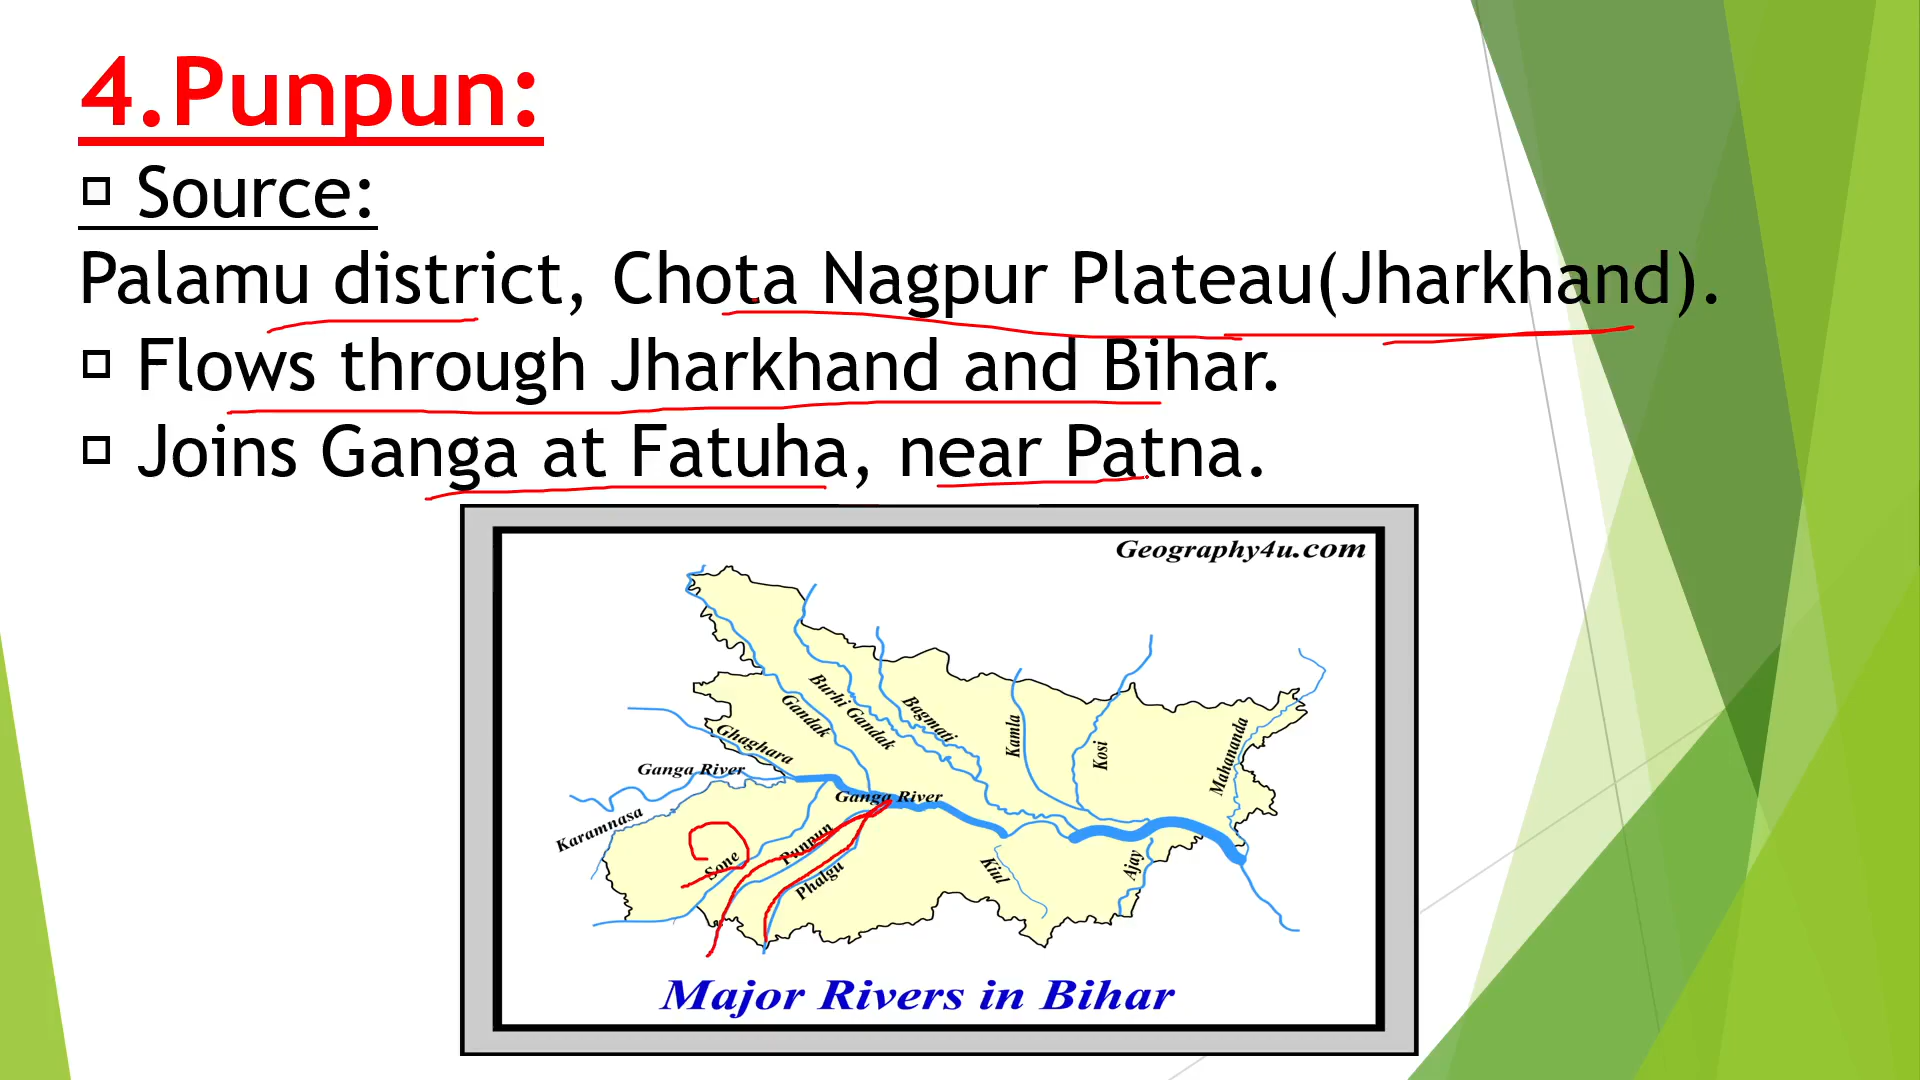 4.Punpun:
Source:
Palamu district, Chota Nagpur Plateau(Jharkhand).
Flows through Jharkhand and Bihar.
Joins Ganga at Fatuha, near Patna.
Geography4u.com
Burhi Gandak
Gandak
Bagmati
Kamla
Kosi
Mahananda
Ghaghara
Ganga River
Ganga River
Karamnasa
Punpun
Sone
Phalgu
Kiul
Ajay
Major Rivers in Bihar